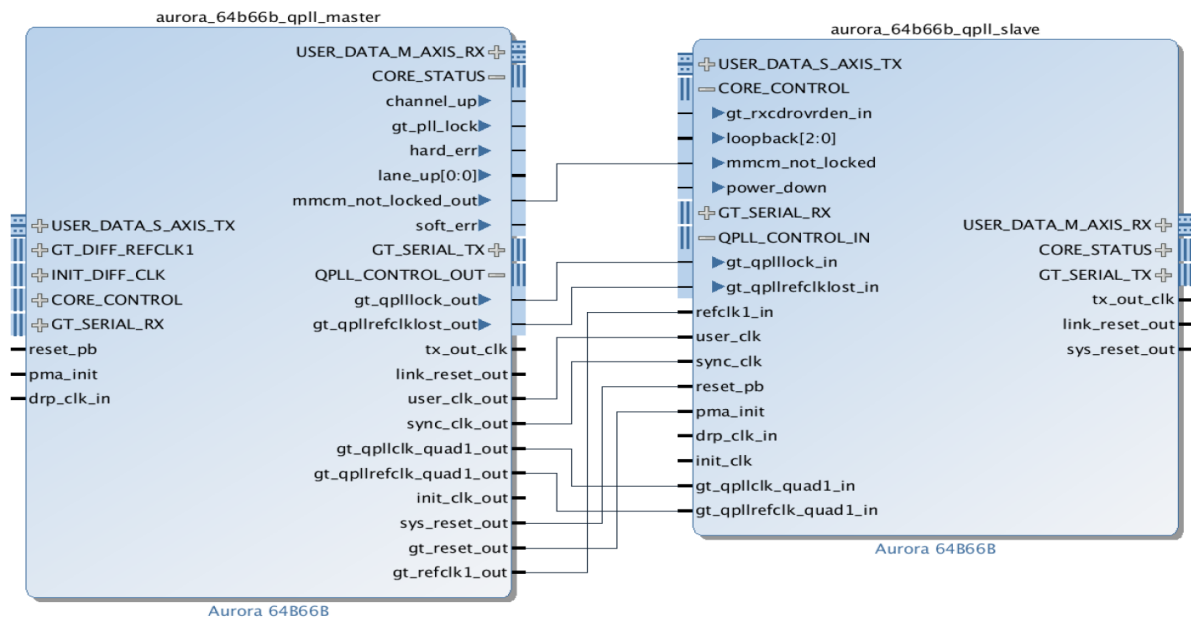 aurora_64b66b_qpll_master
USER_DATA_M_AXIS_RX
CORE_STATUS
channel_up
gt_pll_lock
hard_err
lane_up[0:0]
mmcm_not_locked_out
USER_DATA_S_AXIS_TX
soft_err
GT_DIFF_REFCLK1
GT_SERIAL_TX
INIT_DIFF_CLK
QPLL_CONTROL_OUT
CORE_CONTROL
gt_qplllock_out
GT_SERIAL_RX
gt_qpllrefclklost_out
reset_pb
tx_out_clk
pma_init
link_reset_out
drp_clk_in
user_clk_out
sync_clk_out
gt_qpllclk_quad1_out
gt_qpllrefclk_quad1_out
init_clk_out
sys_reset_out
gt_reset_out
gt_refclk1_out
Aurora 64B66B
aurora_64b66b_qpll_slave
USER_DATA_S_AXIS_TX
CORE_CONTROL
gt_rxcdrovrden_in
loopback[2:0]
mmcm_not_locked
power_down
GT_SERIAL_RX
USER_DATA_M_AXIS_RX
QPLL_CONTROL_IN
CORE_STATUS
gt_qplllock_in
GT_SERIAL_TX
gt_qpllrefclklost_in
tx_out_clk
refclk1_in
link_reset_out
user_clk
sys_reset_out
sync_clk
reset_pb
pma_init
drp_clk_in
init_clk
gt_qpllclk_quad1_in
gt_qpllrefclk_quad1_in
Aurora 64B66B